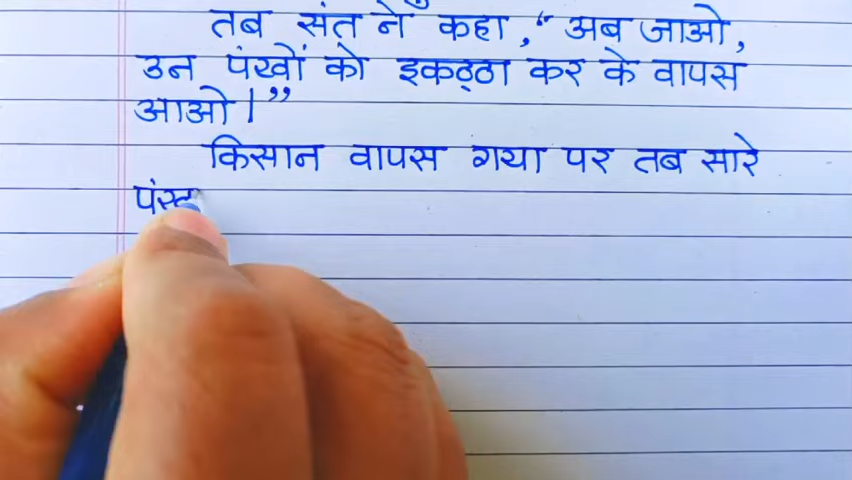 तब संत ने कहा, “अब जाओ,
उन पंखों को इकठ्ठा कर के वापस
आओ।”
किसान वापस गया पर तब सारे